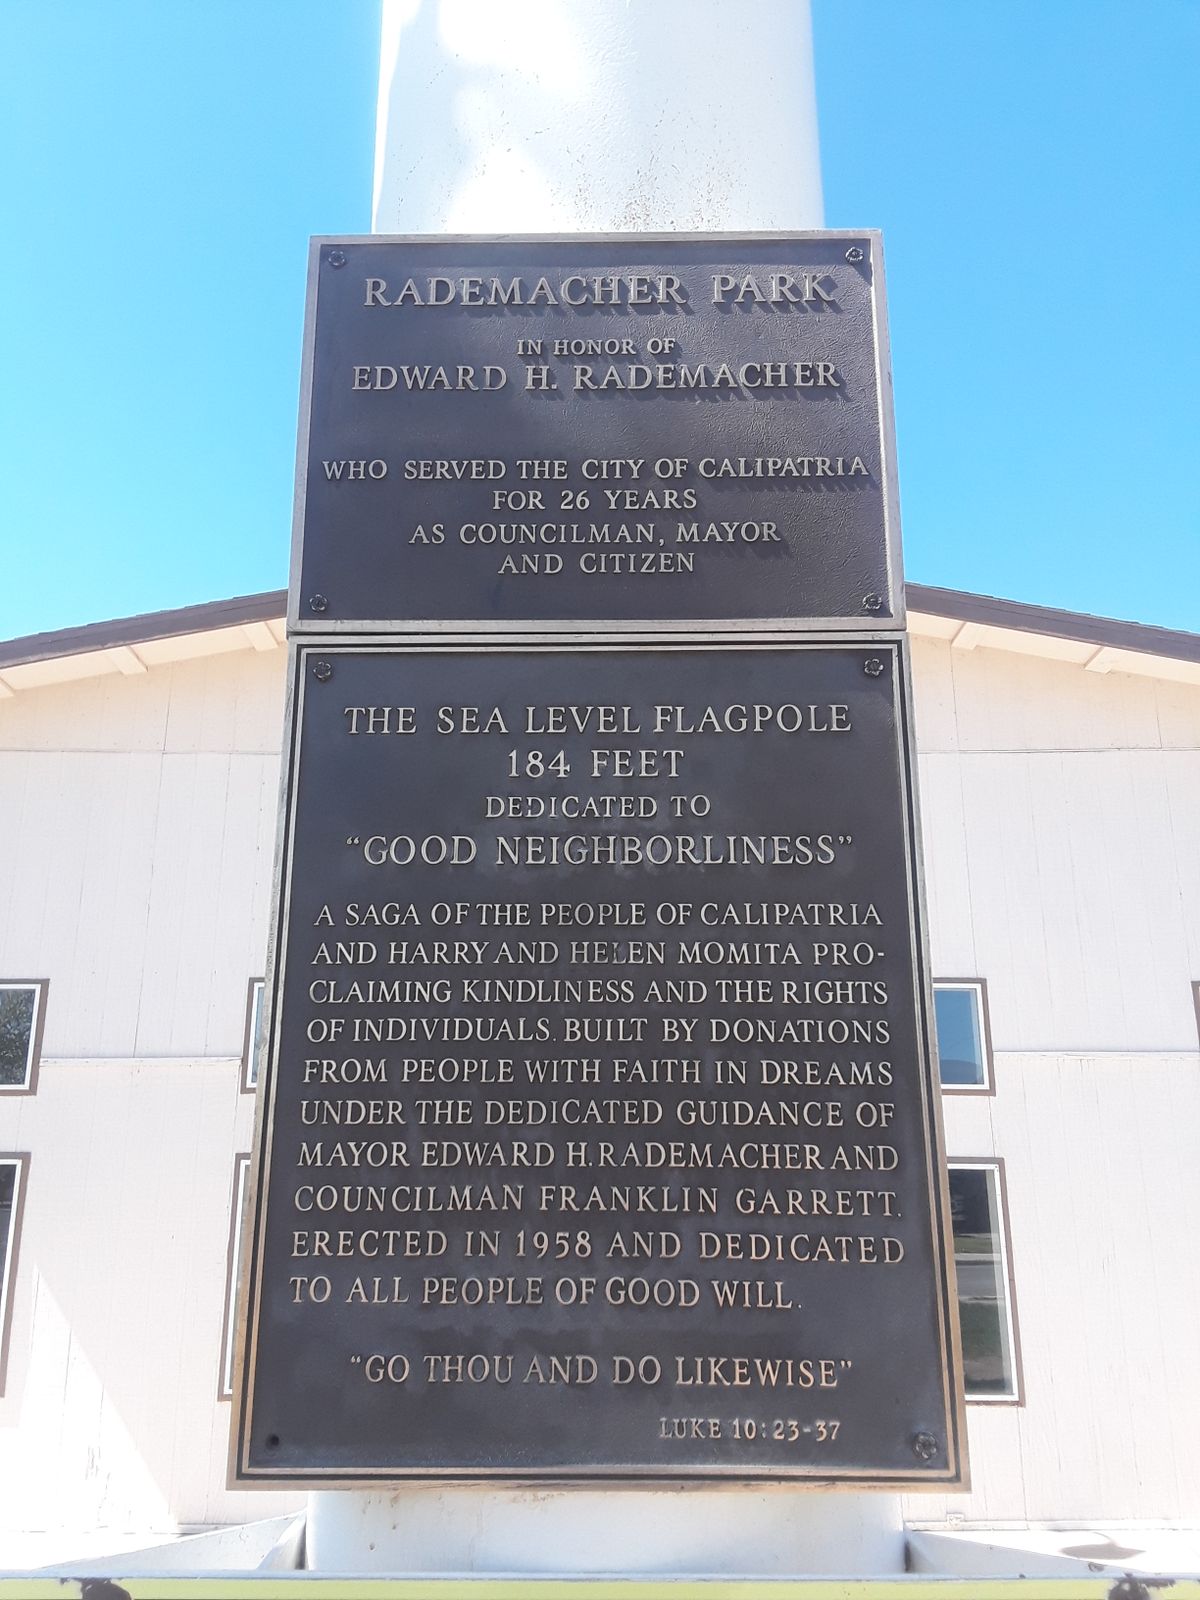 RADEMACHER PARK
IN HONOR OF
EDWARD H. RADEMACHER
WHO SERVED THE CITY OF CALIPATRIA
FOR 26 YEARS
AS COUNCILMAN, MAYOR
AND CITIZEN
THE SEA LEVEL FLAGPOLE
184 FEET
DEDICATED TO
"GOOD NEIGHBORLINESS"
A SAGA OF THE PEOPLE OF CALIPATRIA
AND HARRY AND HELEN MOMITA PRO-
CLAIMING KINDLINESS AND THE RIGHTS
OF INDIVIDUALS. BUILT BY DONATIONS
FROM PEOPLE WITH FAITH IN DREAMS
UNDER THE DEDICATED GUIDANCE OF
MAYOR EDWARD H. RADEMACHER AND
COUNCILMAN FRANKLIN GARRETT.
ERECTED IN 1958 AND DEDICATED
TO ALL PEOPLE OF GOOD WILL.
"GO THOU AND DO LIKEWISE"
LUKE 10:23-37